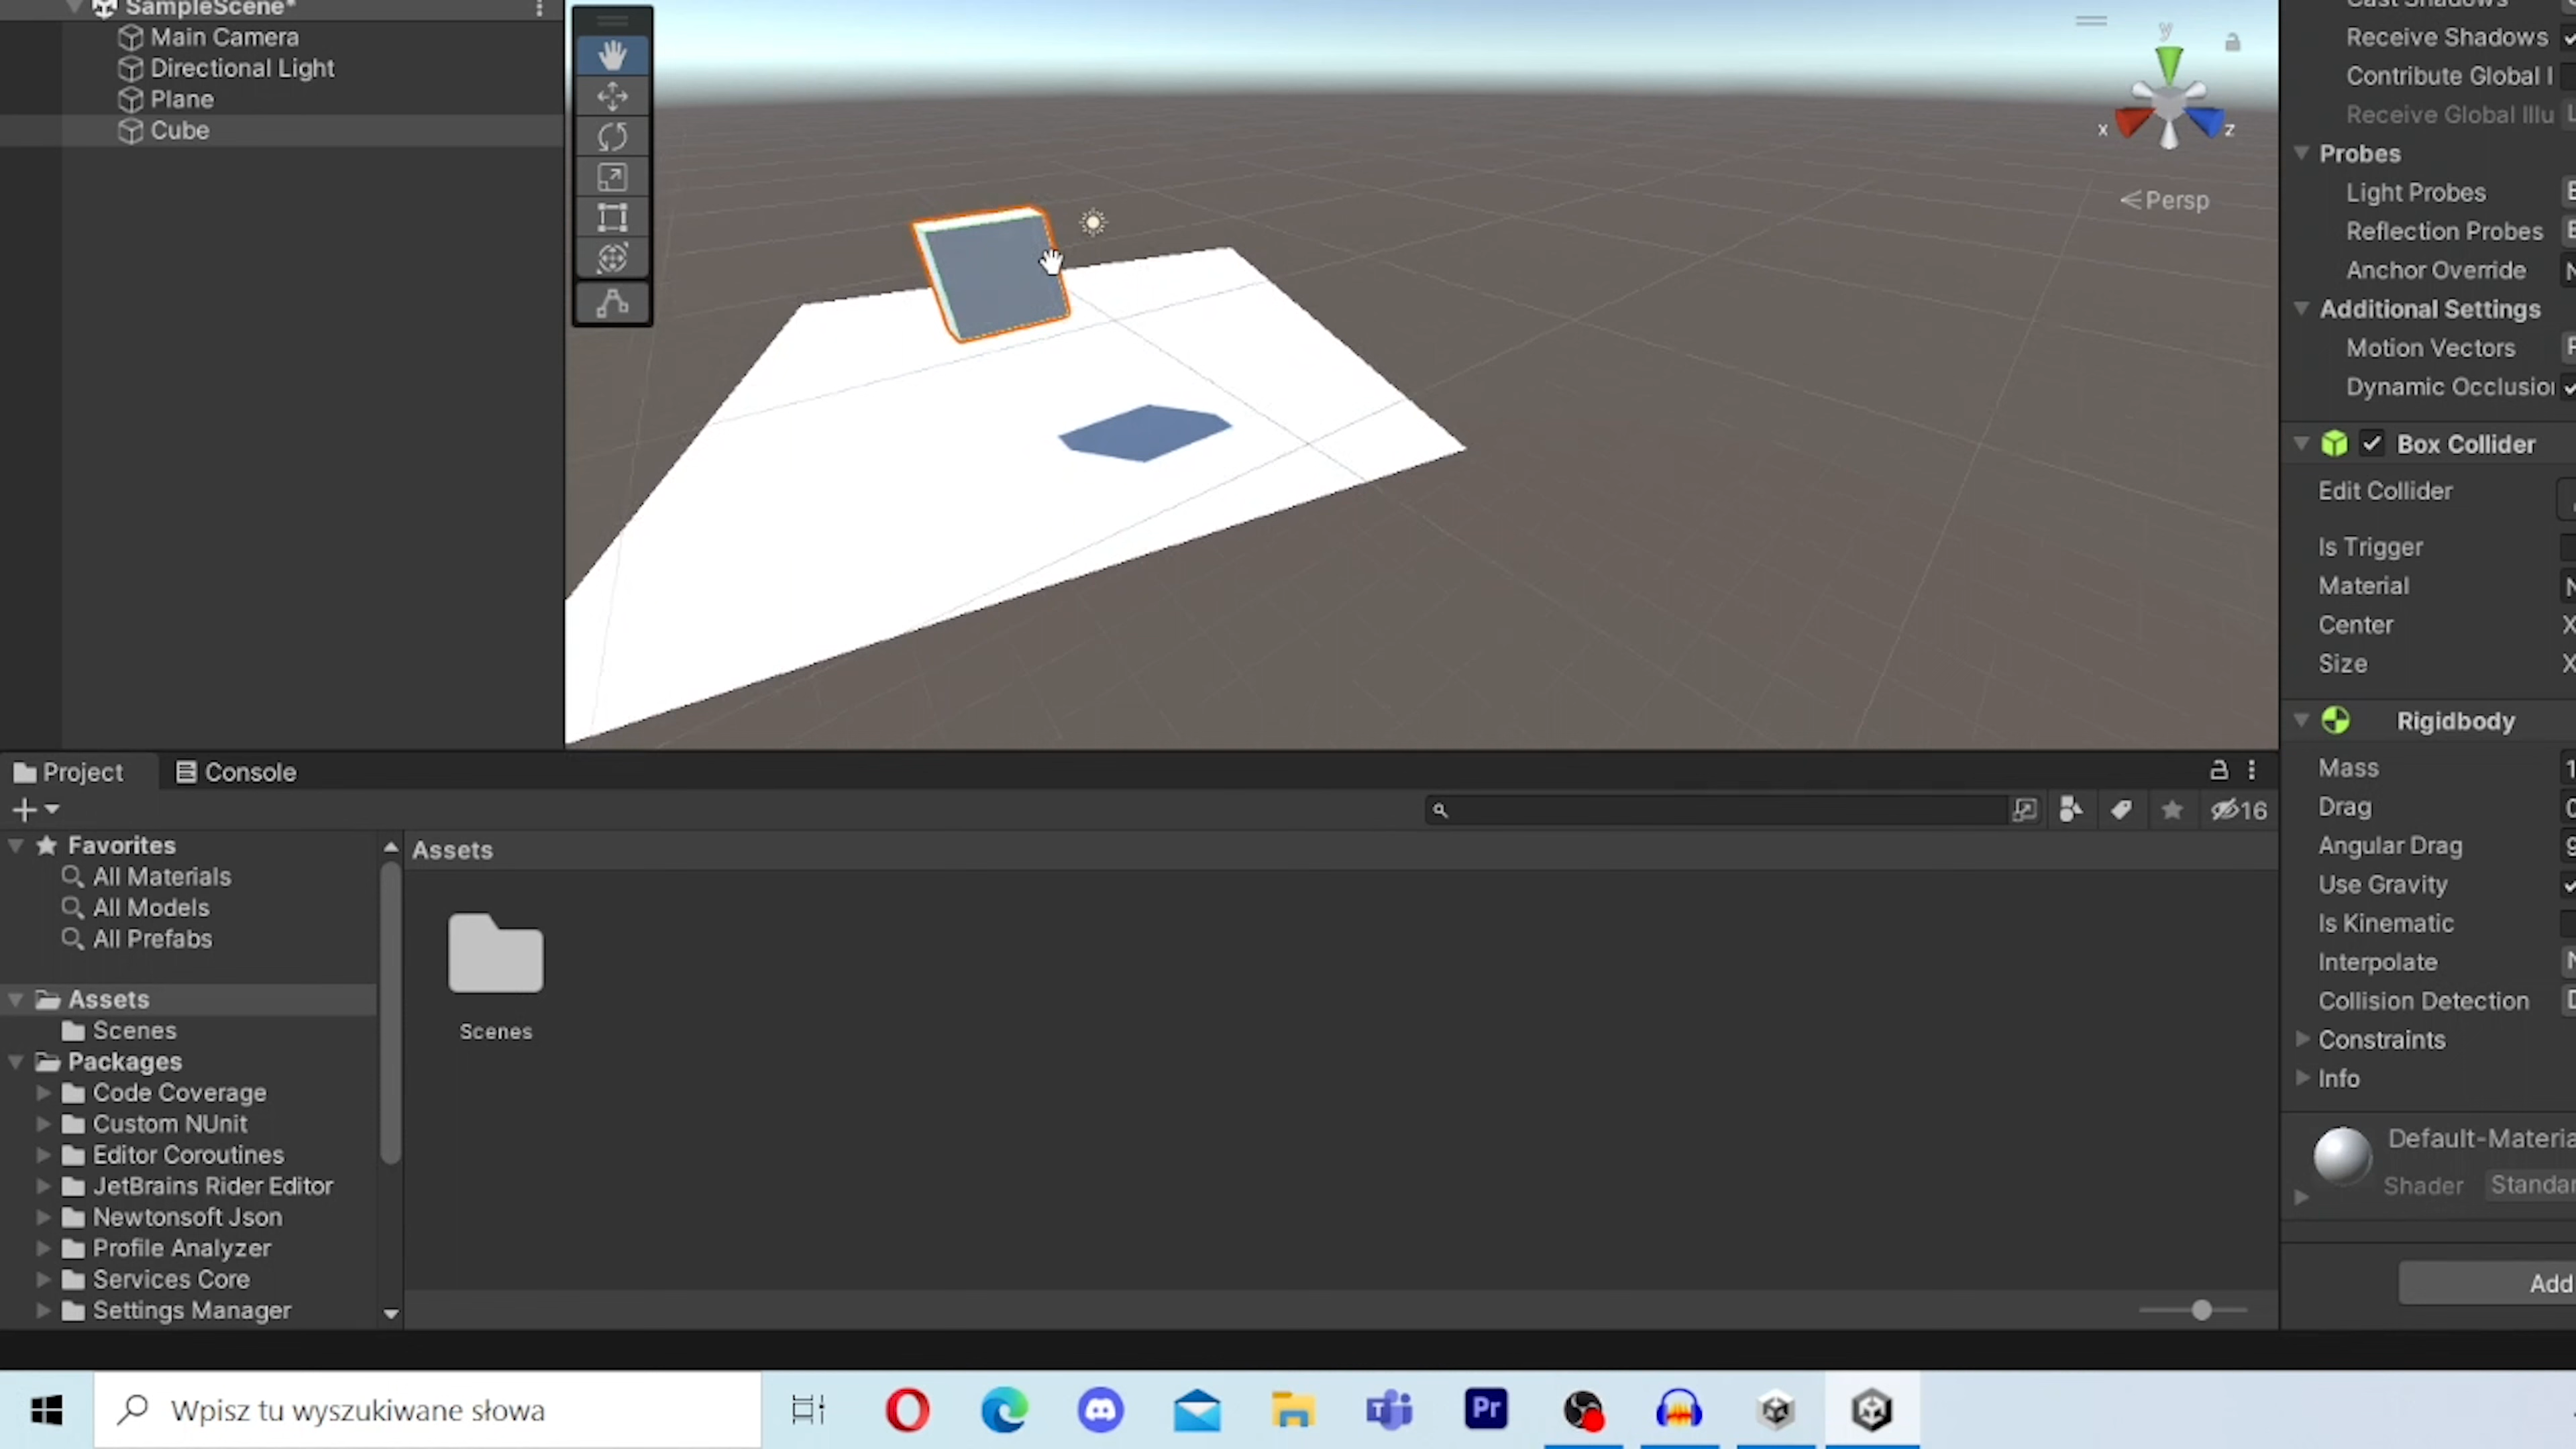 SampleScene*
Main Camera
Directional Light
Plane
Cube
y
x
z
Persp
Receive Shadows
Contribute Global I
Receive Global Illu
Probes
Light Probes
Reflection Probes
Anchor Override
Additional Settings
Motion Vectors
Dynamic Occlusion
Box Collider
Edit Collider
Is Trigger
Material
Center X
Size X
Rigidbody
Mass 1
Drag
Angular Drag
Use Gravity
Is Kinematic
Interpolate
Collision Detection
Constraints
Info
Default-Materia
Shader Standar
Add
Project
Console
16
Favorites
All Materials
All Models
All Prefabs
Assets
Scenes
Packages
Code Coverage
Custom NUnit
Editor Coroutines
JetBrains Rider Editor
Newtonsoft Json
Profile Analyzer
Services Core
Settings Manager
Assets
Scenes
Wpisz tu wyszukiwane słowa
Pr